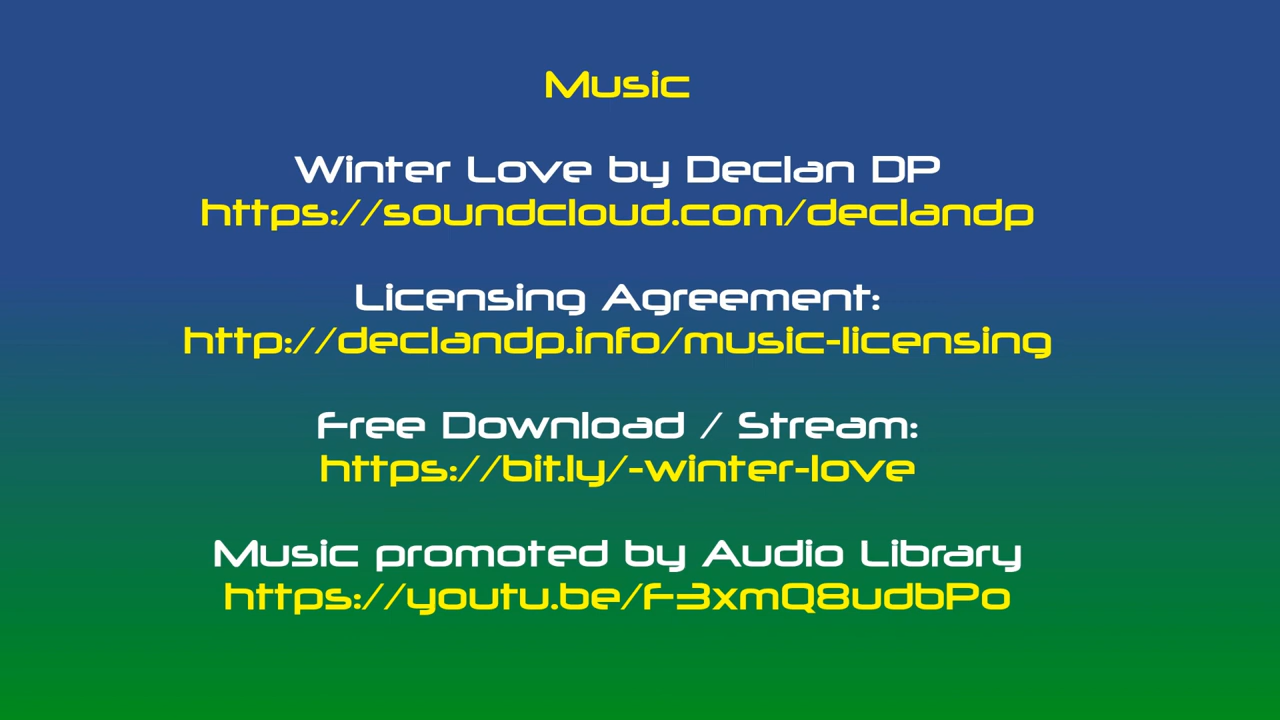 Music
Winter Love by Declan DP
https://soundcloud.com/declandp
Licensing Agreement:
http://declandp.info/music-licensing
Free Download / Stream:
https://bit.ly/-winter-love
Music promoted by Audio Library
https://youtu.be/F3xmQ8udbPo